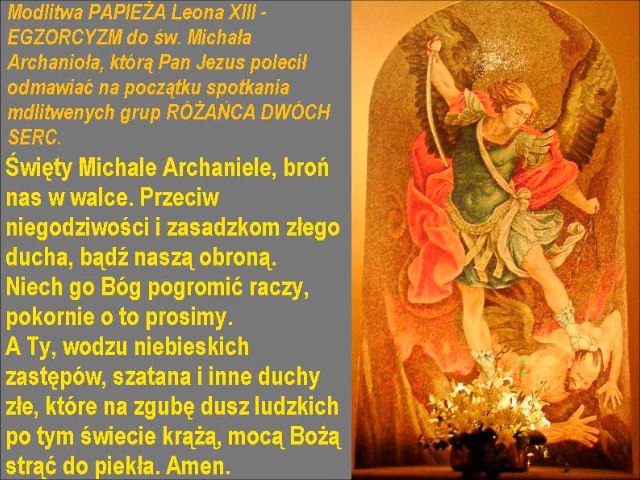 Modlitwa PAPIEŻA Leona XIII -
EGZORCYZM do św. Michała
Archanioła, którą Pan Jezus polecił
odmawiać na początku spotkania
mdlitwenych grup RÓŻAŃCA DWÓCH
SERC.
Święty Michale Archaniele, broń
nas w walce. Przeciw
niegodziwości i zasadzkom złego
ducha, bądź naszą obroną.
Niech go Bóg pogromić raczy,
pokornie o to prosimy.
A Ty, wodzu niebieskich
zastępów, szatana i inne duchy
złe, które na zgubę dusz ludzkich
po tym świecie krążą, mocą Bożą
strąć do piekła. Amen.